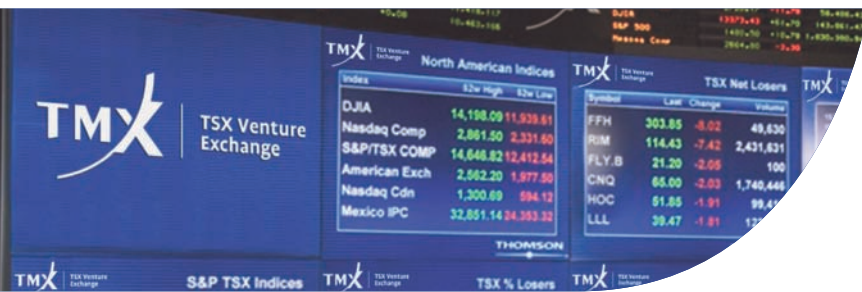 DJIA
S&P 500
Nasdaq Comp
TMX TSX Venture Exchange
TMX TSX Venture Exchange
North American Indices
Index 52w High 52w Low
DJIA 14,198.09 11,939.61
Nasdaq Comp 2,861.50 2,331.60
S&P/TSX COMP 14,646.82 12,412.54
American Exch 2,562.20 1,977.50
Nasdaq Cdn 1,300.69 594.12
Mexico IPC 32,851.14 24,353.32
THOMSON
TMX TSX Venture Exchange
TSX Net Losers
Symbol Last Change Volume
FFH 303.85 -8.02 49,630
RIM 114.43 -7.42 2,431,631
FLY.B 21.20 -2.05 100
CNQ 65.00 -2.03 1,740,446
HOC 51.85 -1.91
LLL 39.47 -1.81
TMX
TMX TSX Venture Exchange
S&P TSX Indices
TMX TSX Venture Exchange
TSX % Losers
TMX TSX Venture Exchange